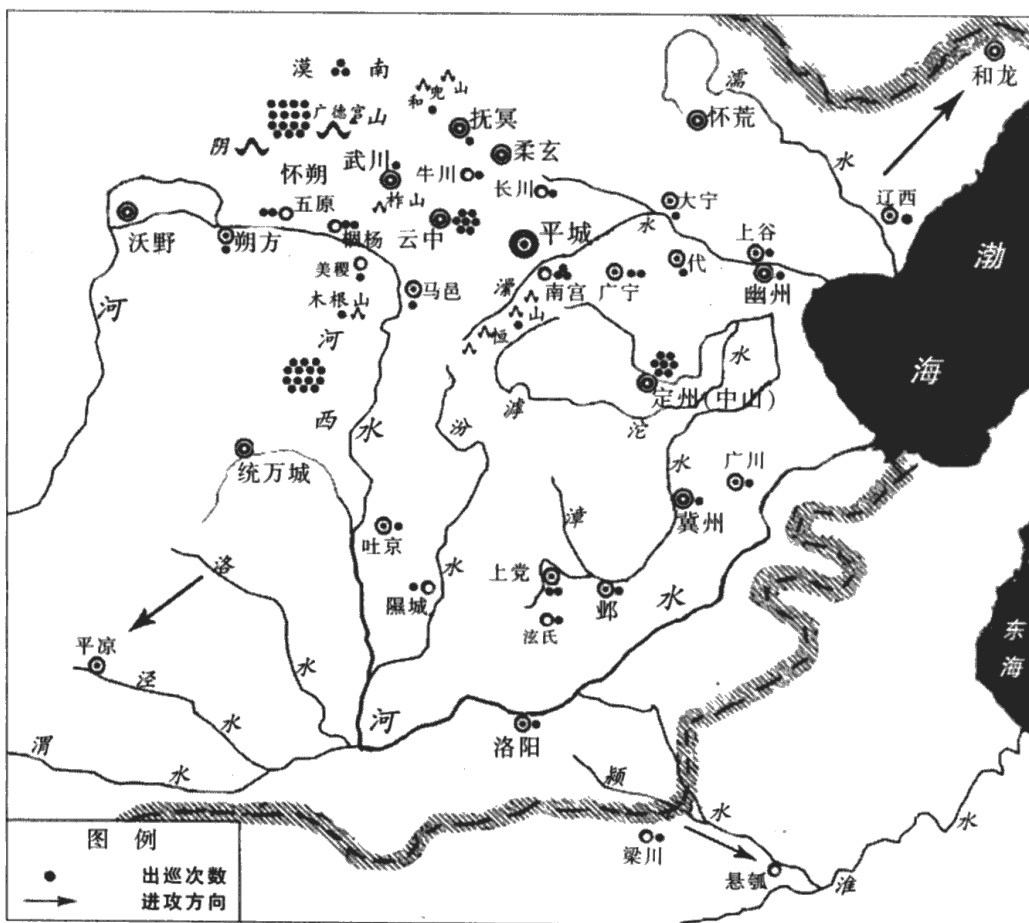 和龙
漠 南
和兜山
濡水
广德宫
山
抚冥
怀荒
阴
柔玄
武川
牛川
怀朔
长川
大宁
辽西
柞山
五原
沃野
朔方
稒杨
云中
平城
水
上谷
渤
海
美稷
马邑
㶟
南宫
广宁
代
幽州
木根山
恒山
河
河
西
水
定州(中山)
水
汾
滹
沱
统万城
水
广川
冀州
漳
吐京
洛
水
上党
隰城
邺
水
泫氏
东海
平凉
泾
水
河
洛阳
渭
水
水
颍
水
水
梁川
悬瓠
淮
图 例
出巡次数
进攻方向